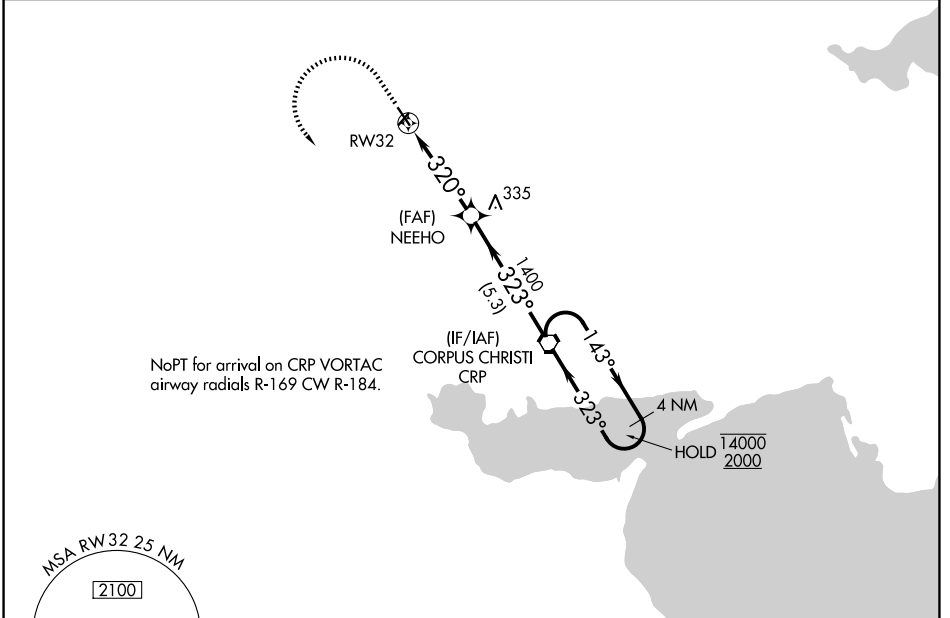 RW32
320°
(FAF)
NEEHO
335
1400
323°
(5.3)
(IF/IAF)
CORPUS CHRISTI
CRP
143°
NoPT for arrival on CRP VORTAC
airway radials R-169 CW R-184.
323°
4 NM
HOLD
14000
2000
MSA RW32 25 NM
2100